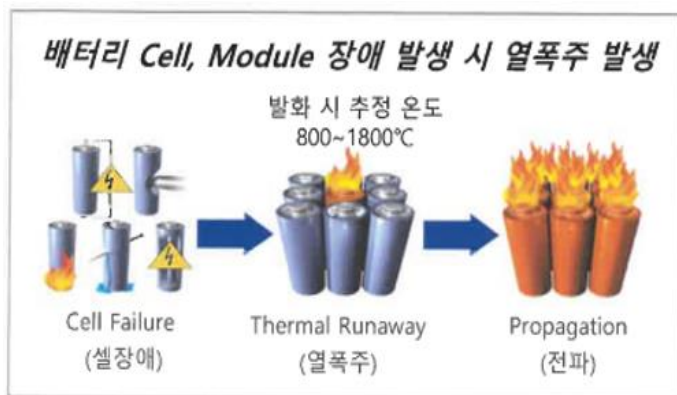 배터리 Cell, Module 장애 발생 시 열폭주 발생
발화 시 추정 온도
800~1800℃
Cell Failure
(셀장애)
Thermal Runaway
(열폭주)
Propagation
(전파)